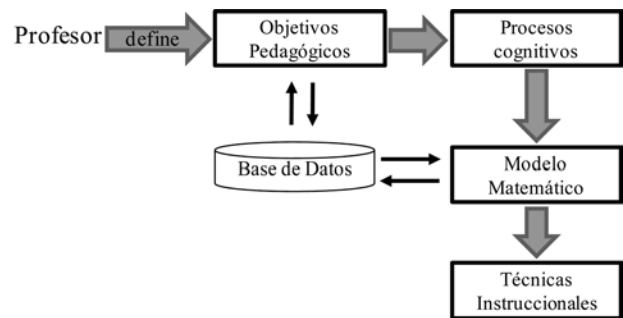 Profesor
define
Objetivos
Pedagógicos
Procesos
cognitivos
Base de Datos
Modelo
Matemático
Técnicas
Instruccionales